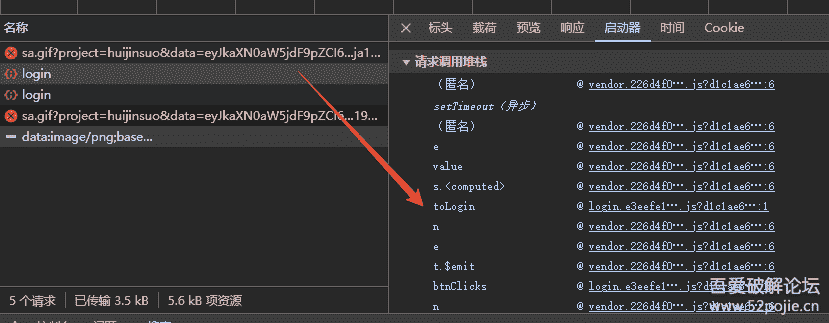 名称
sa.gif?project=huijinsuo&data=eyJkaXN0aW5jdF9pZCI6...ja1...
login
login
sa.gif?project=huijinsuo&data=eyJkaXN0aW5jdF9pZCI6...19...
data:image/png;base...
5 个请求 已传输 3.5 kB 5.6 kB 项资源
标头 载荷 预览 响应 启动器 时间 Cookie
请求调用堆栈
（匿名） @ vendor.226d4f0….js?d1c1ae6…:6
setTimeout（异步）
（匿名） @ vendor.226d4f0….js?d1c1ae6…:6
e @ vendor.226d4f0….js?d1c1ae6…:6
value @ vendor.226d4f0….js?d1c1ae6…:6
s.<computed> @ vendor.226d4f0….js?d1c1ae6…:6
toLogin @ login.e3eefe1….js?d1c1ae6…:1
n @ vendor.226d4f0….js?d1c1ae6…:6
e @ vendor.226d4f0….js?d1c1ae6…:6
t.$emit @ vendor.226d4f0….js?d1c1ae6…:6
btnClicks @ login.e3eefe1….js?d1c1ae6…
n @ vendor.226d4f0….js?d1c1ae6…:6
吾爱破解论坛
www.52pojie.cn